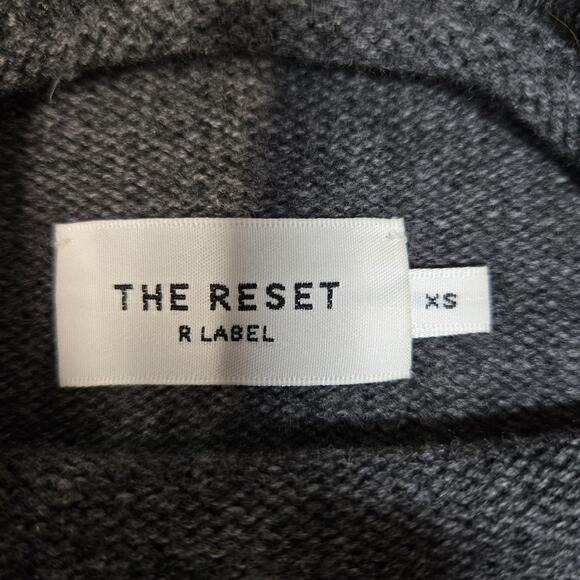 THE RESET
R LABEL
XS